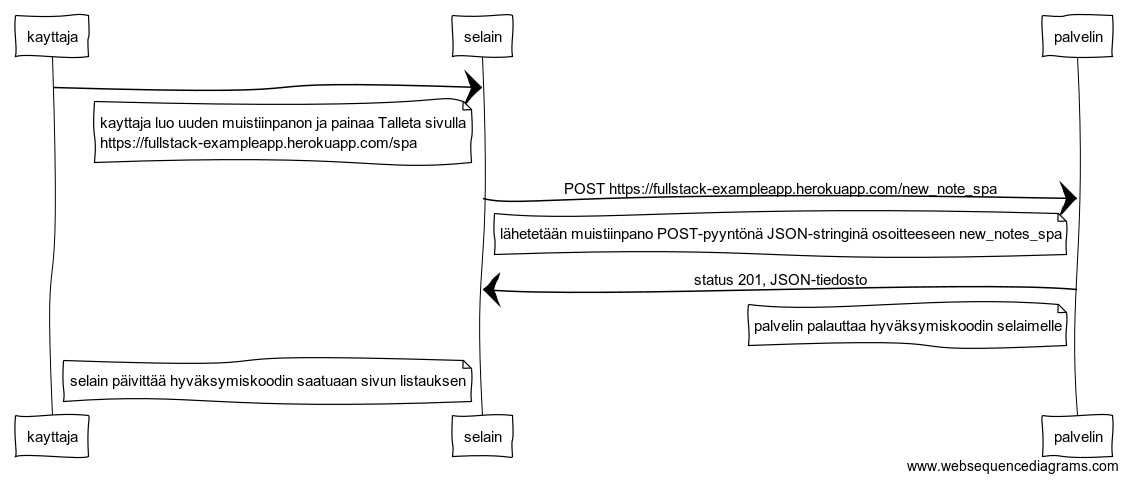 kayttaja
selain
palvelin
kayttaja luo uuden muistiinpanon ja painaa Talleta sivulla
https://fullstack-exampleapp.herokuapp.com/spa
POST https://fullstack-exampleapp.herokuapp.com/new_note_spa
lähetetään muistiinpano POST-pyyntönä JSON-stringinä osoitteeseen new_notes_spa
status 201, JSON-tiedosto
palvelin palauttaa hyväksymiskoodin selaimelle
selain päivittää hyväksymiskoodin saatuaan sivun listauksen
kayttaja
selain
palvelin
www.websequencediagrams.com